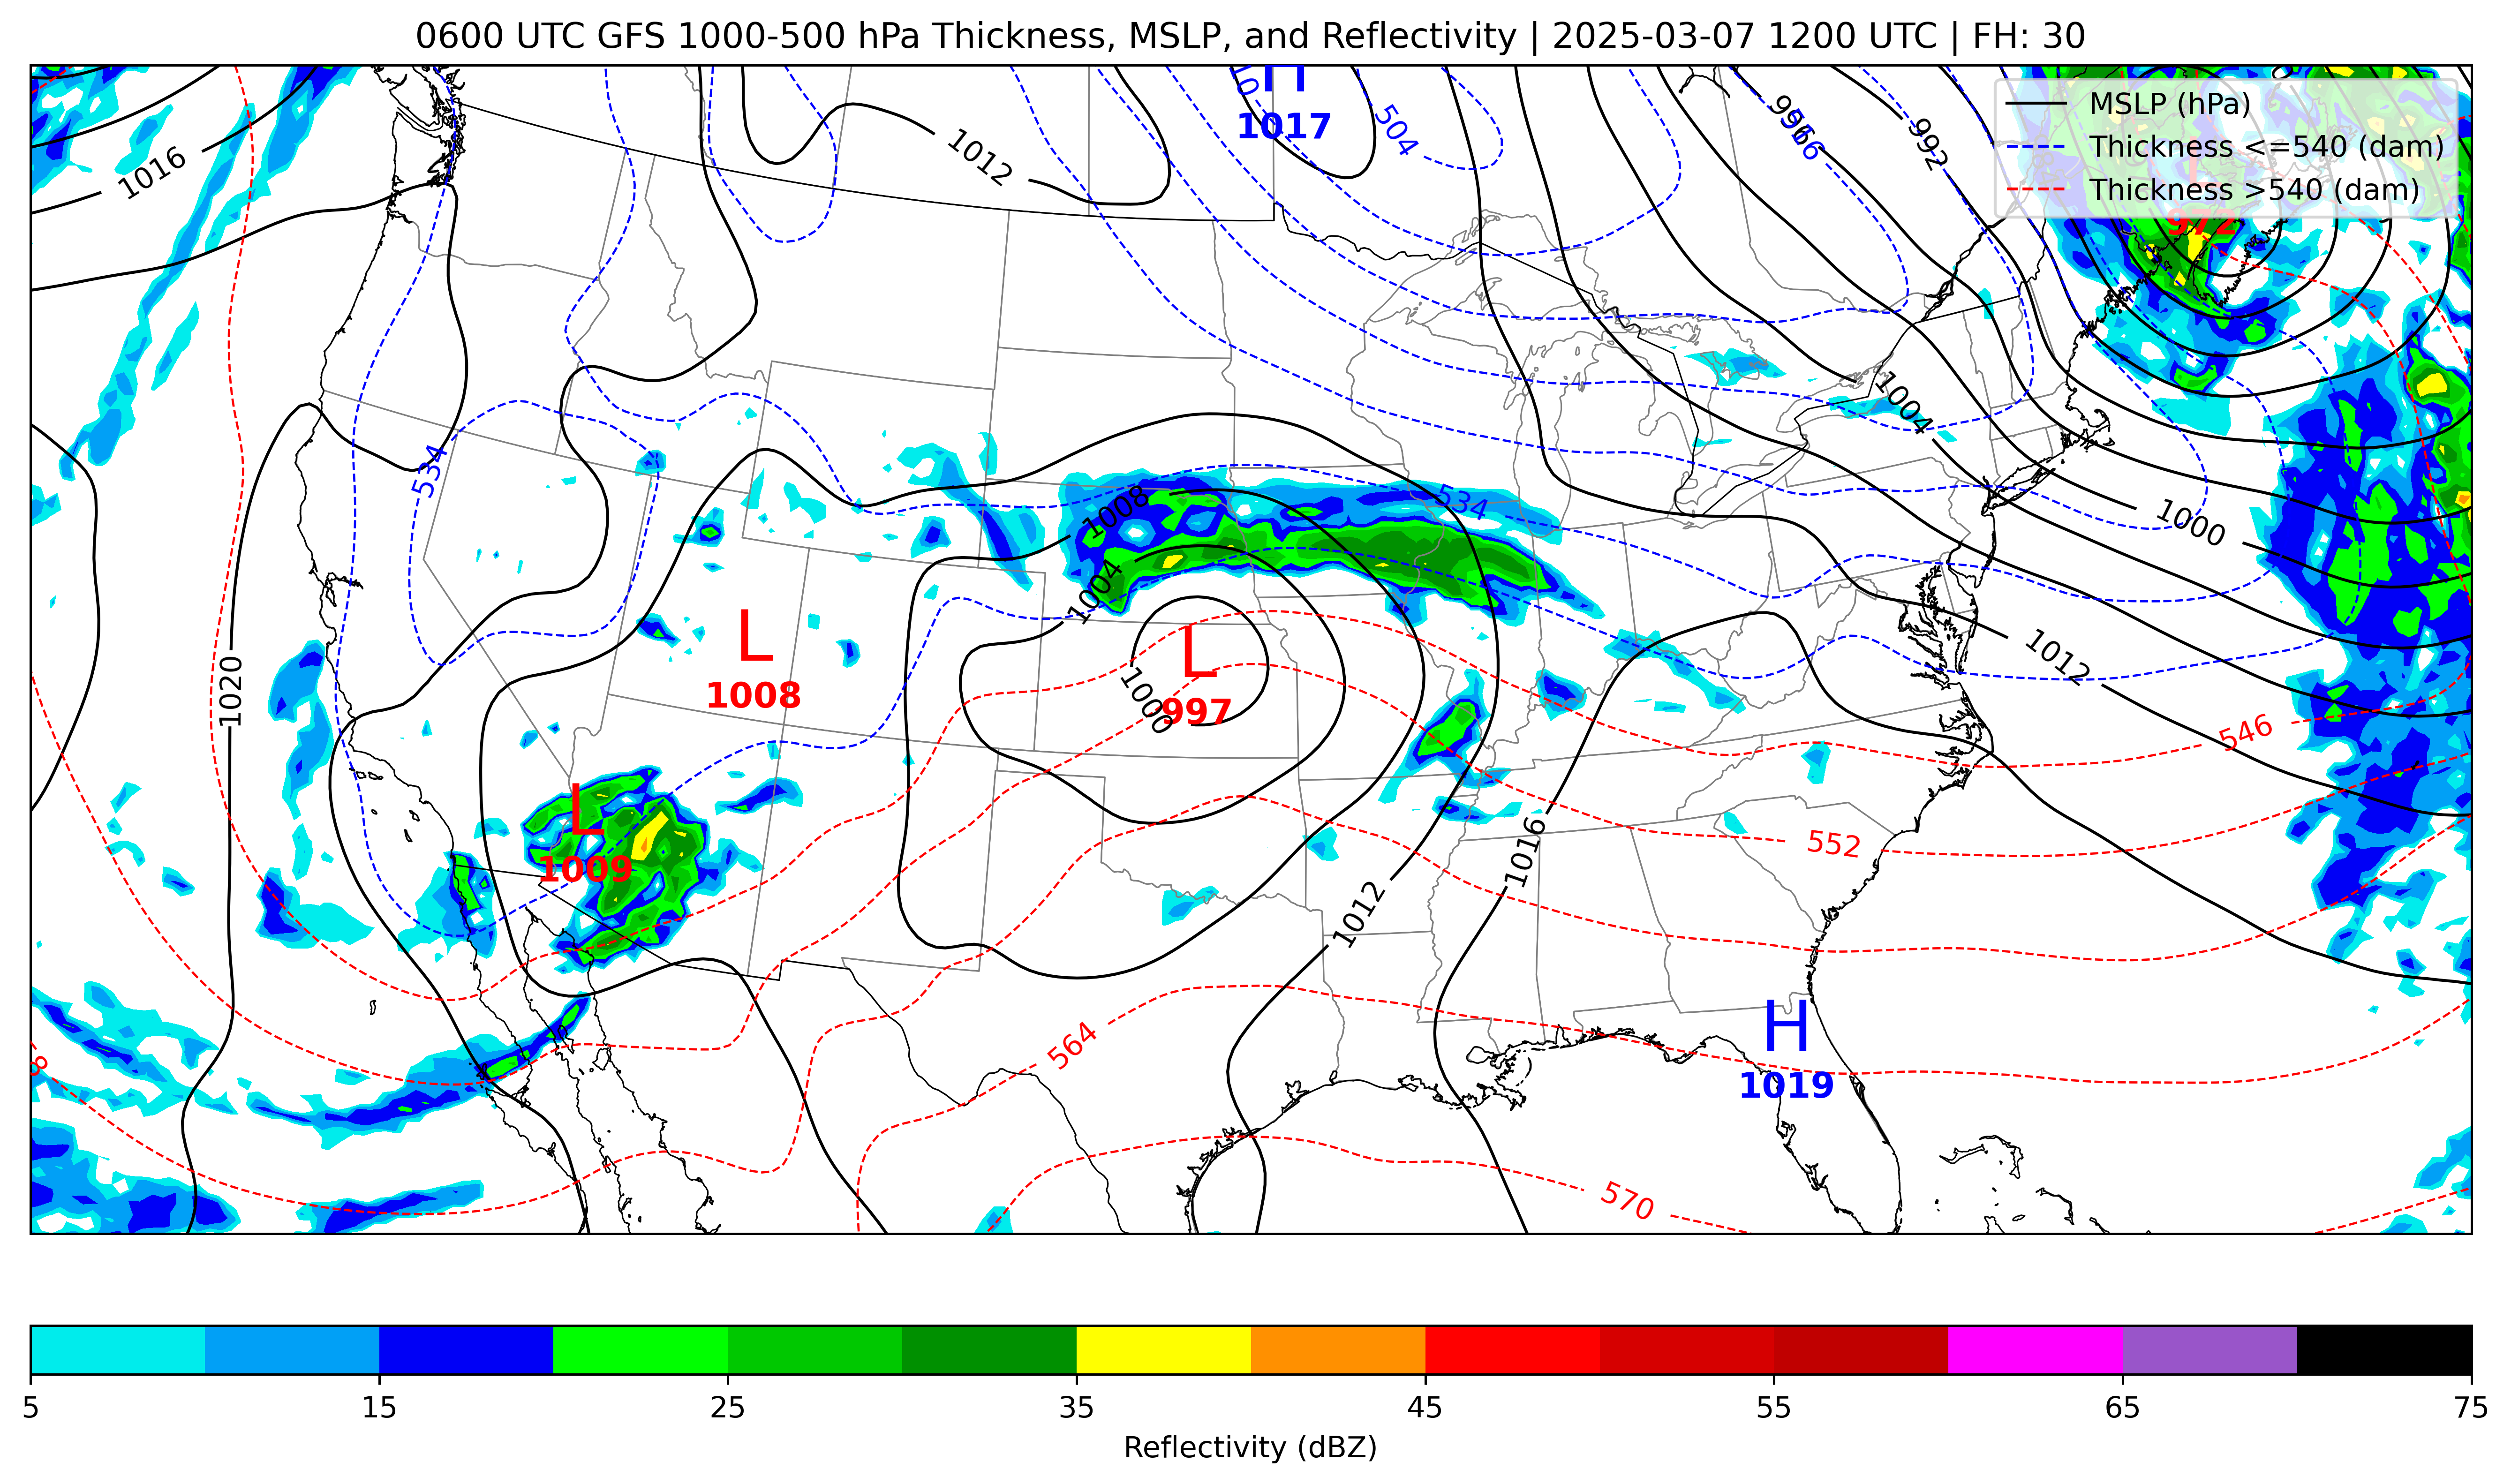 0600 UTC GFS 1000-500 hPa Thickness, MSLP, and Reflectivity | 2025-03-07 1200 UTC | FH: 30
MSLP (hPa)
Thickness <=540 (dam)
Thickness >540 (dam)
H
1017
504
996
992
1012
1016
972
1004
534
534
1008
1000
1004
L
1008
L
997
1000
1012
1020
546
L
1009
1016
552
1012
564
H
1019
570
5 15 25 35 45 55 65 75
Reflectivity (dBZ)